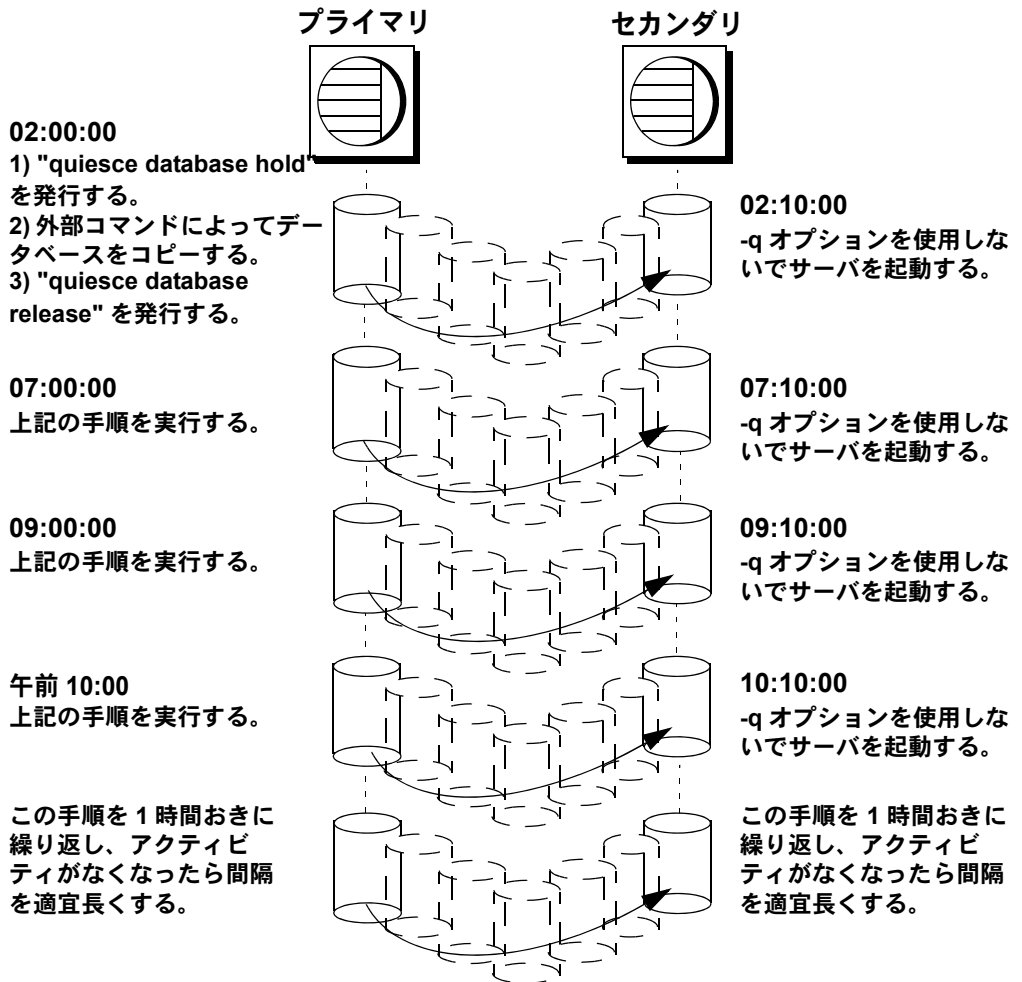 プライマリ
セカンダリ
02:00:00
1) "quiesce database hold"
を発行する。
2) 外部コマンドによってデー
タベースをコピーする。
3) "quiesce database
release" を発行する。
02:10:00
-q オプションを使用しな
いでサーバを起動する。
07:00:00
上記の手順を実行する。
07:10:00
-q オプションを使用しな
いでサーバを起動する。
09:00:00
上記の手順を実行する。
09:10:00
-q オプションを使用しな
いでサーバを起動する。
午前 10:00
上記の手順を実行する。
10:10:00
-q オプションを使用しな
いでサーバを起動する。
この手順を 1 時間おきに
繰り返し、アクティビ
ティがなくなったら間隔
を適宜長くする。
この手順を 1 時間おきに
繰り返し、アクティビ
ティがなくなったら間隔
を適宜長くする。